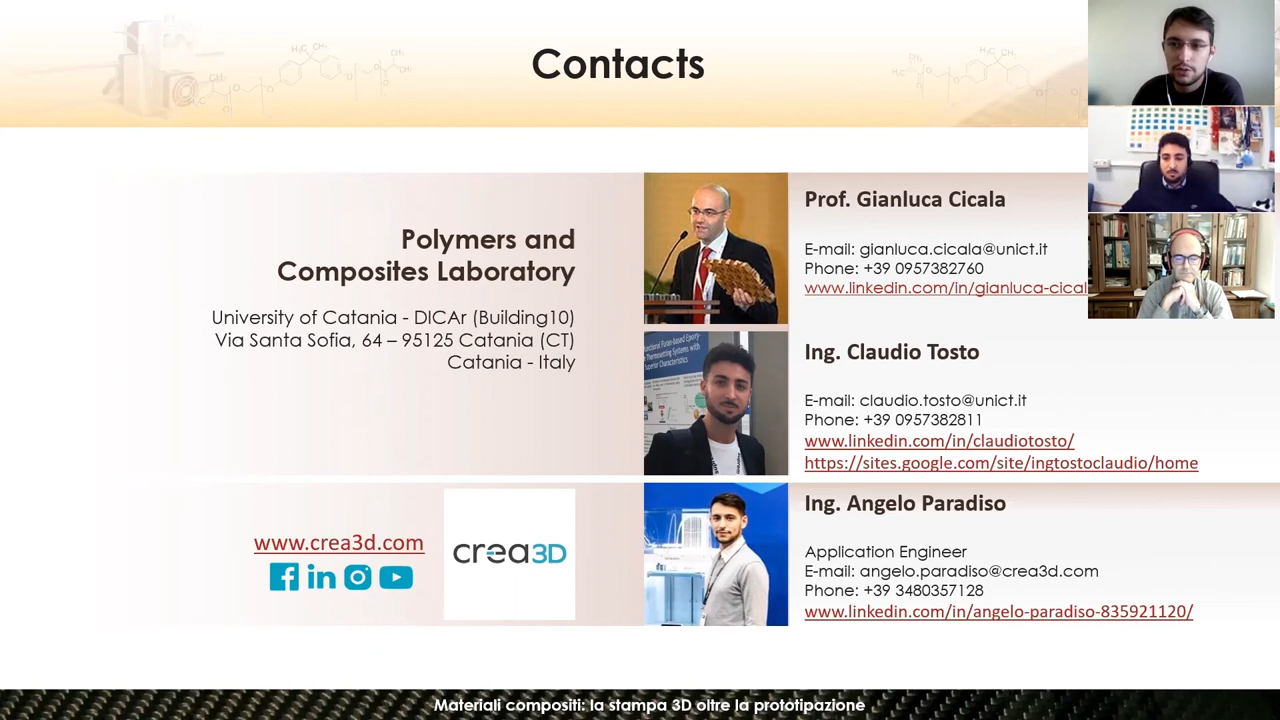 Contacts
Polymers and
Composites Laboratory
University of Catania - DICAr (Building10)
Via Santa Sofia, 64 – 95125 Catania (CT)
Catania - Italy
Prof. Gianluca Cicala
E-mail: gianluca.cicala@unict.it
Phone: +39 0957382760
www.linkedin.com/in/gianluca-cical
Ing. Claudio Tosto
E-mail: claudio.tosto@unict.it
Phone: +39 0957382811
www.linkedin.com/in/claudiotosto/
https://sites.google.com/site/ingtostoclaudio/home
www.crea3d.com
crea3D
Ing. Angelo Paradiso
Application Engineer
E-mail: angelo.paradiso@crea3d.com
Phone: +39 3480357128
www.linkedin.com/in/angelo-paradiso-835921120/
Materiali compositi: la stampa 3D oltre la prototipazione